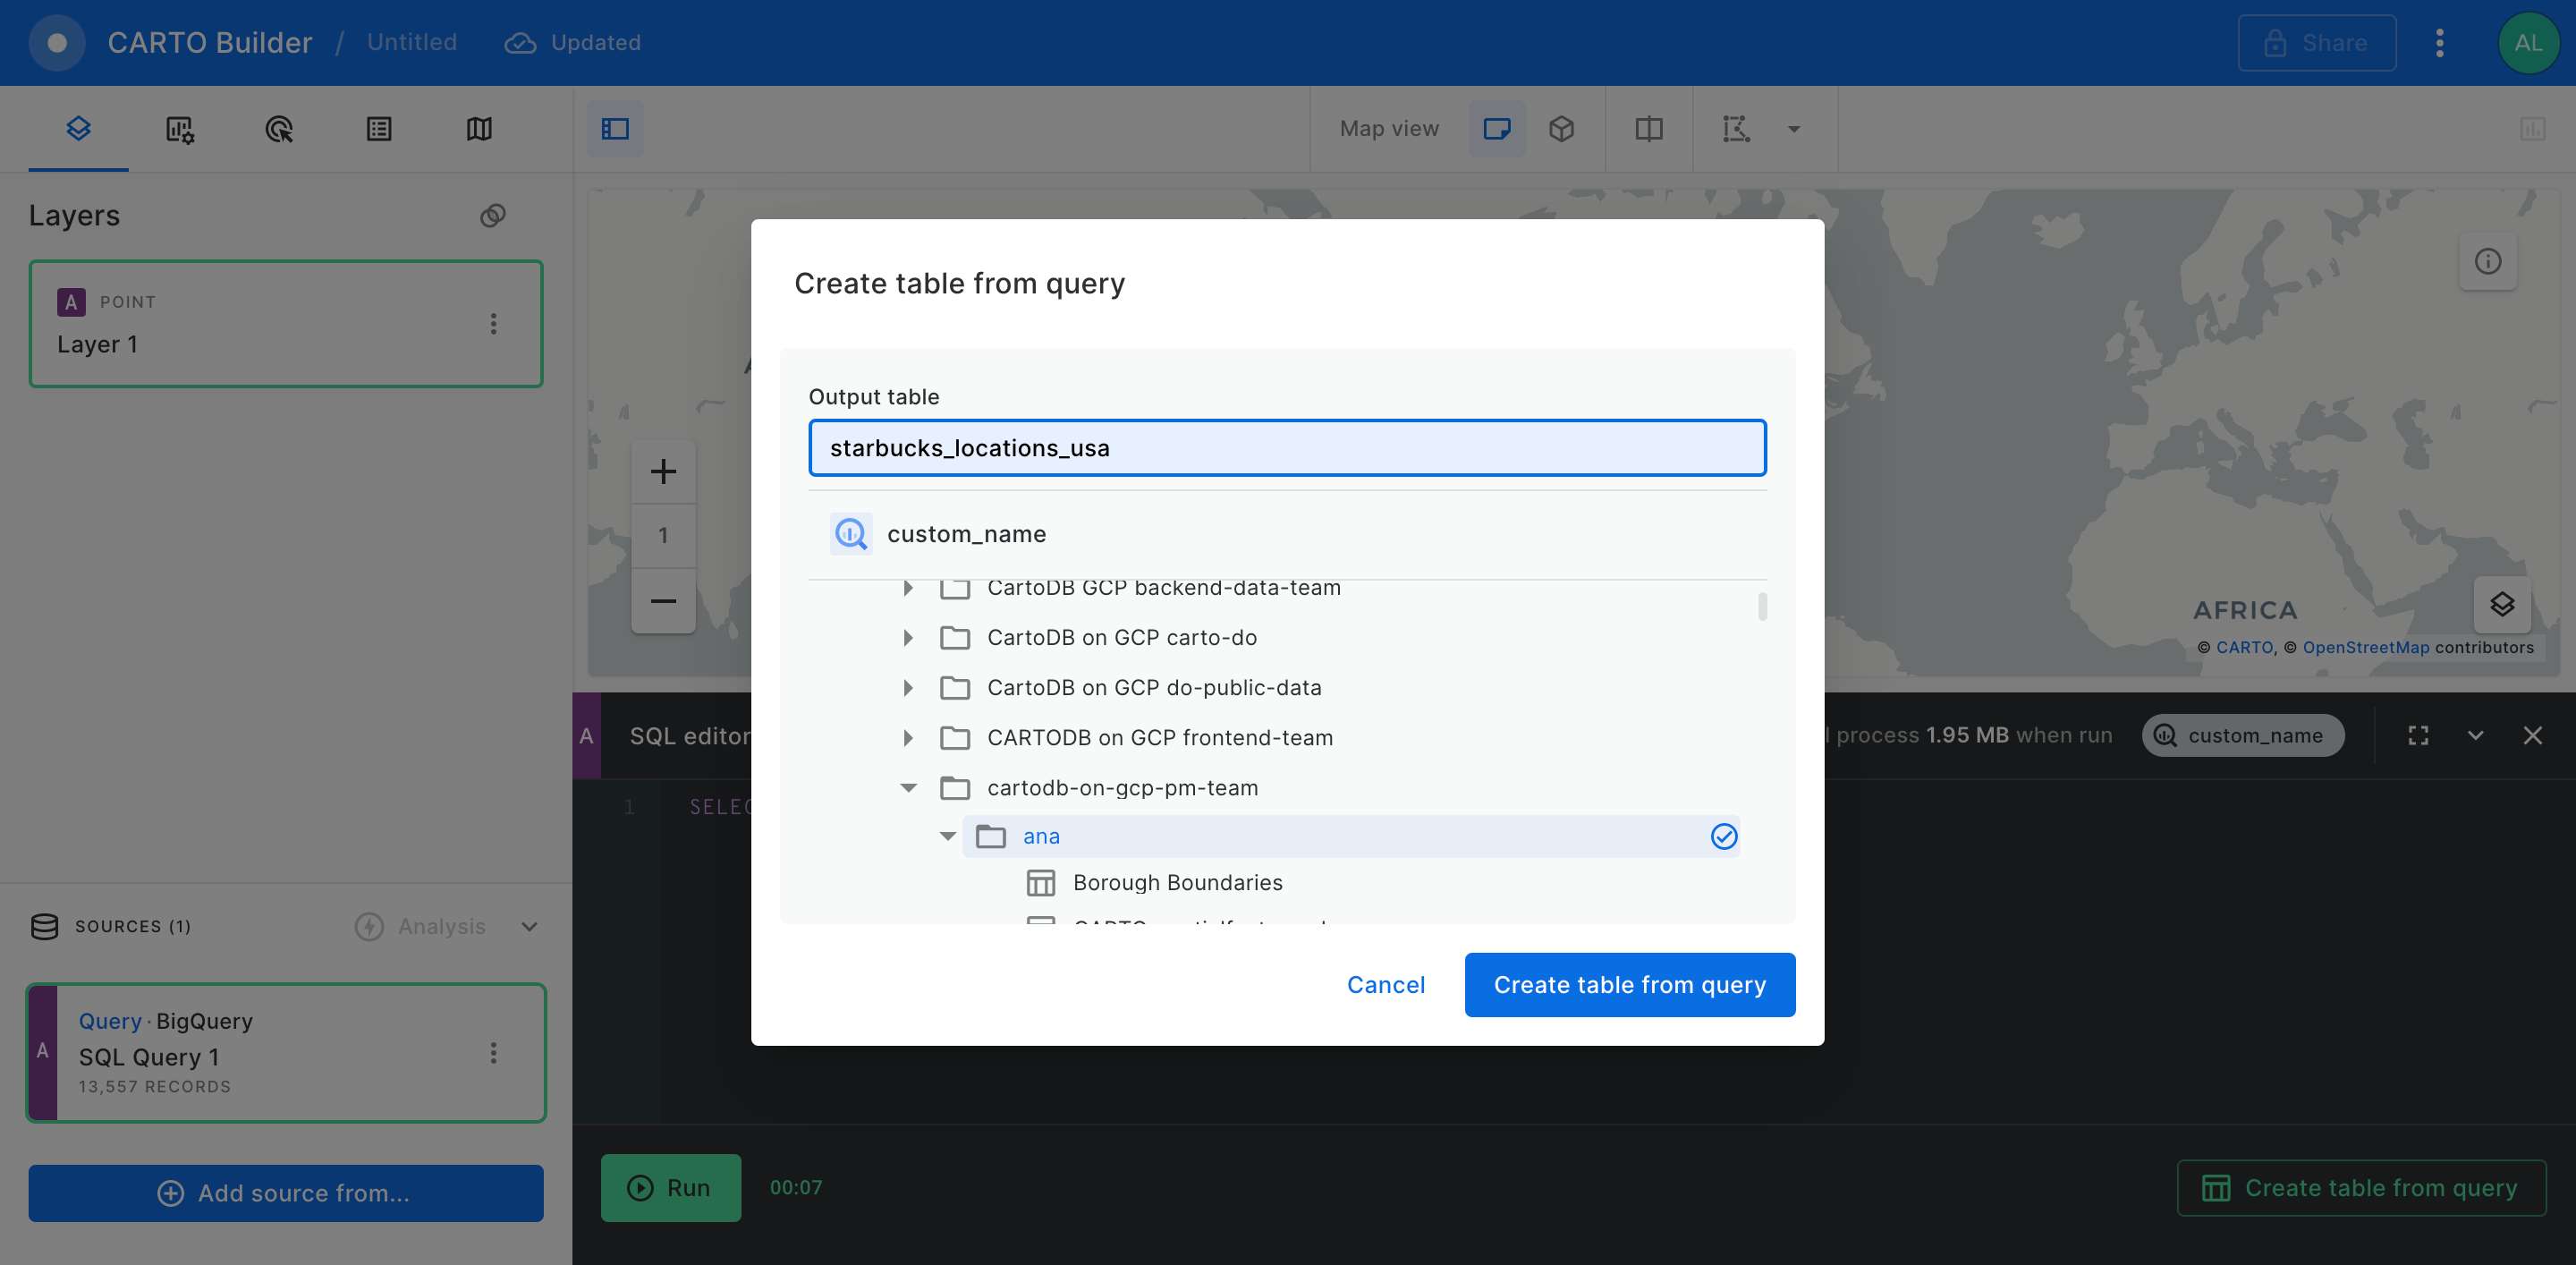 CARTO Builder / Untitled Updated Share AL
Map view
Layers
A POINT
Layer 1
1
AFRICA
© CARTO, © OpenStreetMap contributors
Create table from query
Output table
starbucks_locations_usa
custom_name
CartoDB GCP backend-data-team
CartoDB on GCP carto-do
CartoDB on GCP do-public-data
CARTODB on GCP frontend-team
cartodb-on-gcp-pm-team
ana
Borough Boundaries
Cancel Create table from query
A SQL editor process 1.95 MB when run custom_name
1
SOURCES (1) Analysis
A
Query · BigQuery
SQL Query 1
13,557 RECORDS
Add source from...
Run 00:07 Create table from query